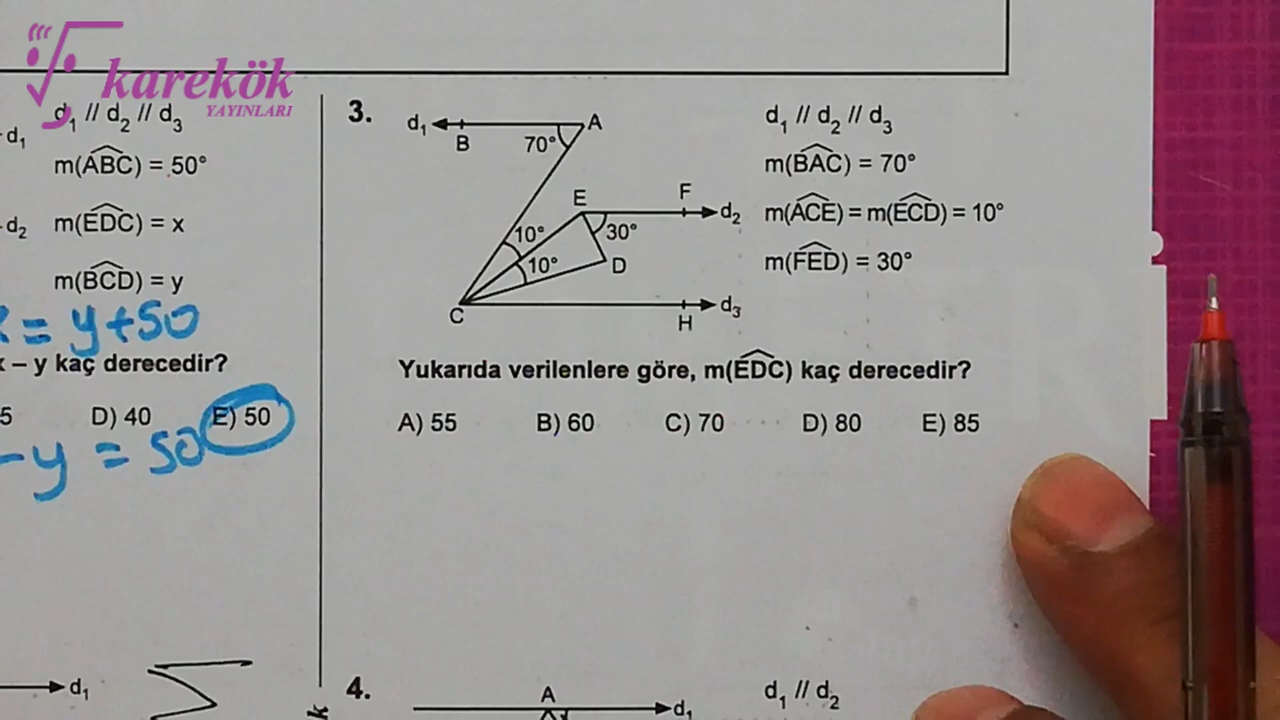 karekök
YAYINLARI
d₁ // d₂ // d₃
d₁
m(ABC) = 50°
d₂
m(EDC) = x
m(BCD) = y
x = y+50
x – y kaç derecedir?
5 D) 40 E) 50
-y = 50
d₁
3.
d₁ B A
70°
E F d₂
10° 30°
10° D
C H d₃
d₁ // d₂ // d₃
m(BAC) = 70°
m(ACE) = m(ECD) = 10°
m(FED) = 30°
Yukarıda verilenlere göre, m(EDC) kaç derecedir?
A) 55 B) 60 C) 70 D) 80 E) 85
k
4.
A
d₁
d₁ // d₂